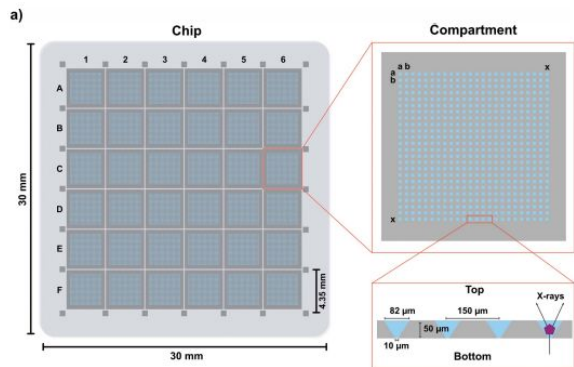 a)
Chip
Compartment
1 2 3 4 5 6
A
B
C
D
E
F
30 mm
30 mm
4.35 mm
a b
x
a
b
x
Top
X-rays
82 µm
150 µm
50 µm
10 µm
Bottom